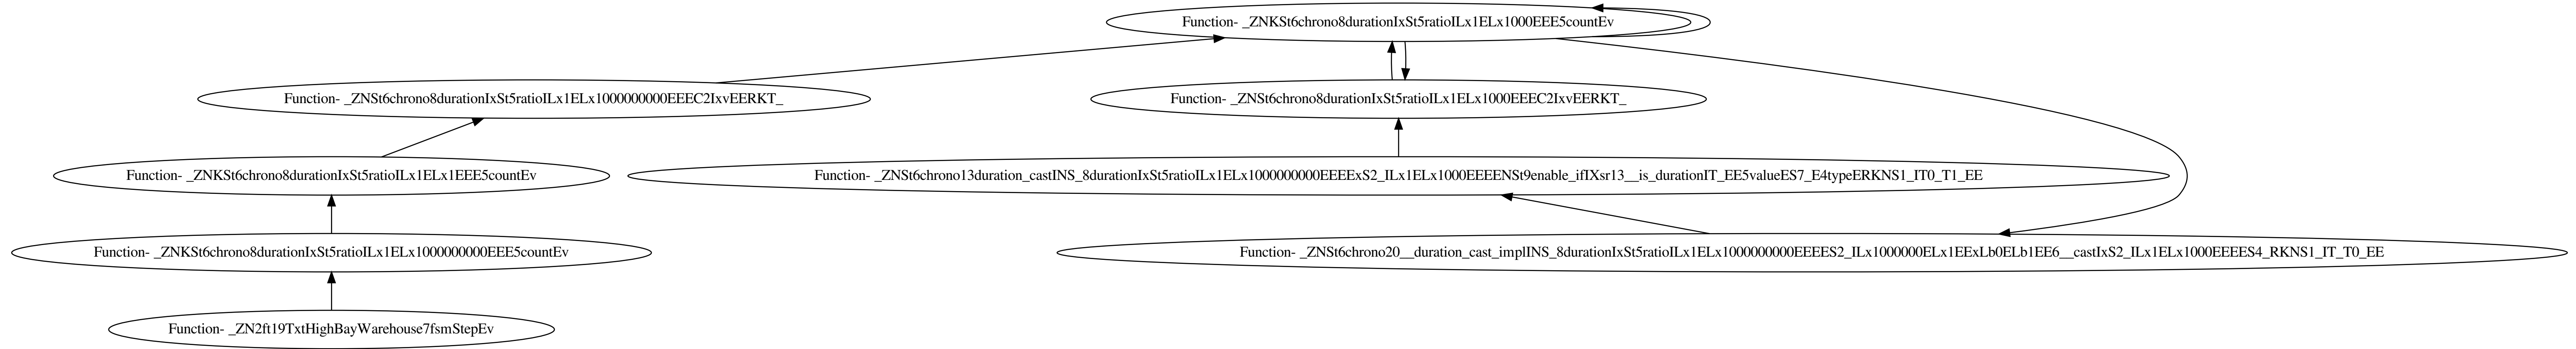 Function- _ZNKSt6chrono8durationIxSt5ratioILx1ELx1000EEE5countEv
Function- _ZNSt6chrono8durationIxSt5ratioILx1ELx1000000000EEEC2IxvEERKT_
Function- _ZNSt6chrono8durationIxSt5ratioILx1ELx1000EEEC2IxvEERKT_
Function- _ZNKSt6chrono8durationIxSt5ratioILx1ELx1EEE5countEv
Function- _ZNSt6chrono13duration_castINS_8durationIxSt5ratioILx1ELx1000000000EEEExS2_ILx1ELx1000EEEENSt9enable_ifIXsr13__is_durationIT_EE5valueES7_E4typeERKNS1_IT0_T1_EE
Function- _ZNKSt6chrono8durationIxSt5ratioILx1ELx1000000000EEE5countEv
Function- _ZNSt6chrono20__duration_cast_implINS_8durationIxSt5ratioILx1ELx1000000000EEEES2_ILx1000000ELx1EExLb0ELb1EE6__castIxS2_ILx1ELx1000EEEES4_RKNS1_IT_T0_EE
Function- _ZN2ft19TxtHighBayWarehouse7fsmStepEv